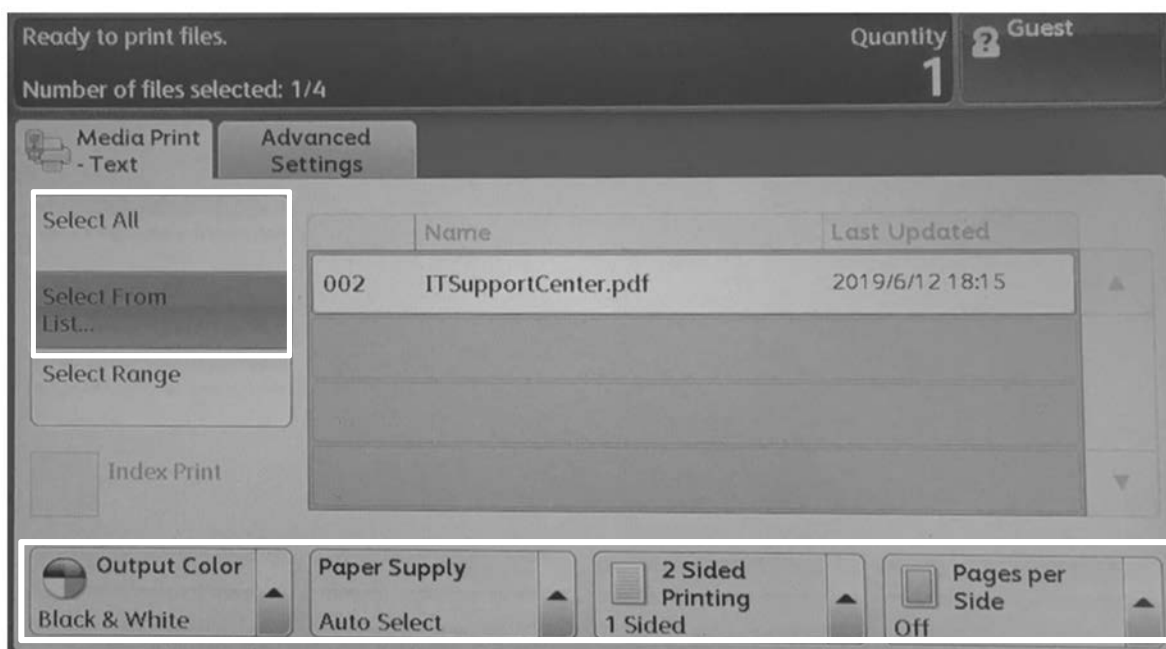 Ready to print files.
Quantity
1
Guest
Number of files selected: 1/4
Media Print
- Text
Advanced
Settings
Select All
Select From
List...
Select Range
Index Print
Name
Last Updated
002
ITSupportCenter.pdf
2019/6/12 18:15
Output Color
Black & White
Paper Supply
Auto Select
2 Sided
Printing
1 Sided
Pages per
Side
Off